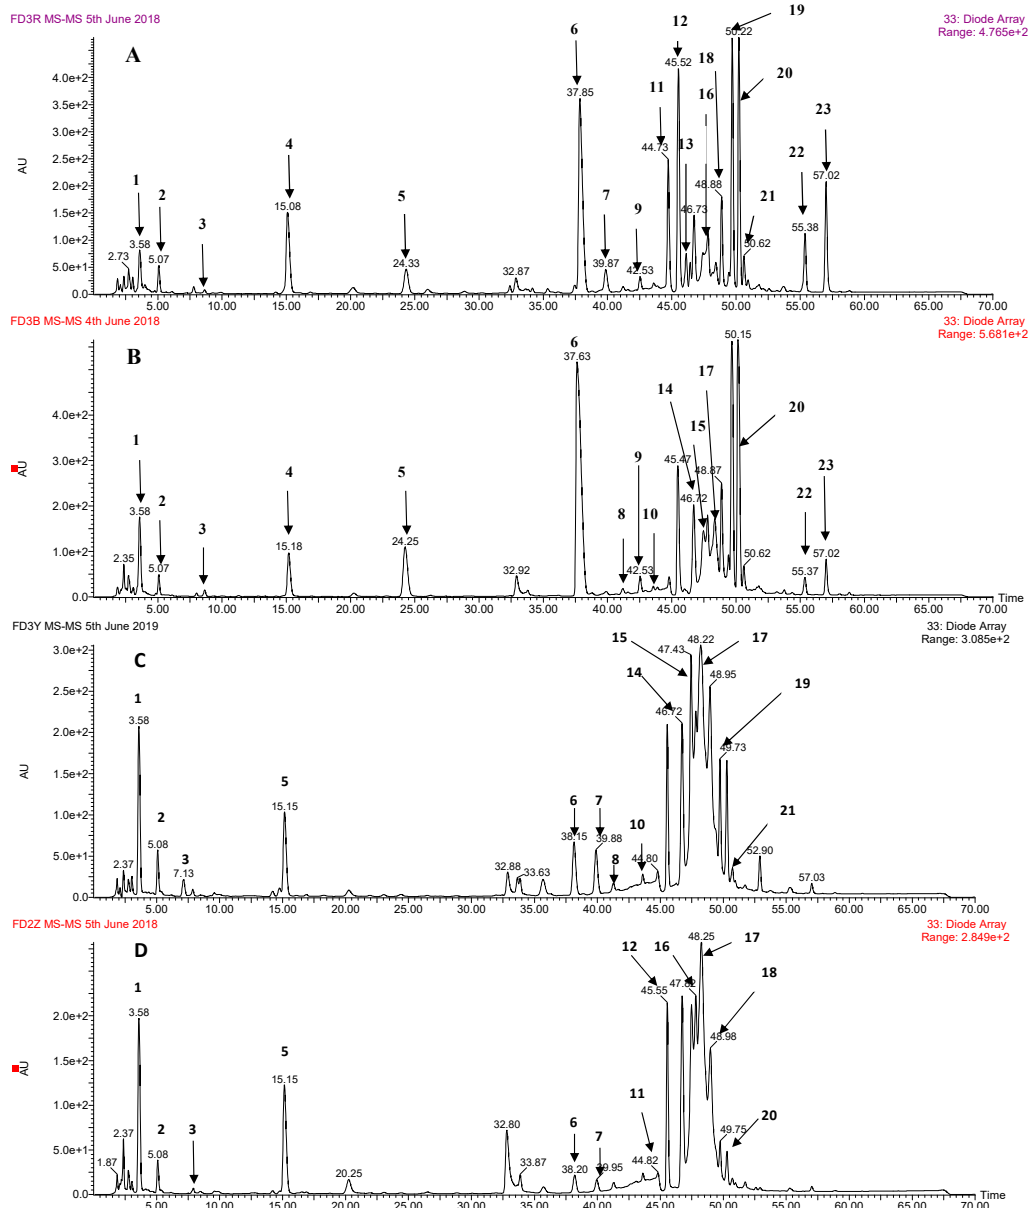 FD3R MS-MS 5th June 2018
33: Diode Array
Range: 4.765e+2
A
AU
4.0e+2
3.5e+2
3.0e+2
2.5e+2
2.0e+2
1.5e+2
1.0e+2
5.0e+1
0.0
1 2 3 4 5 6 7 9 11 12 13 16 18 19 20 21 22 23
2.73 3.58 5.07 15.08 24.33 32.87 37.85 39.87 42.53 44.73 45.52 46.73 48.88 50.22 50.62 55.38 57.02
5.00 10.00 15.00 20.00 25.00 30.00 35.00 40.00 45.00 50.00 55.00 60.00 65.00 70.00
FD3B MS-MS 4th June 2018
33: Diode Array
Range: 5.681e+2
B
AU
4.0e+2
3.0e+2
2.0e+2
1.0e+2
0.0
1 2 3 4 5 6 8 9 10 14 15 17 20 22 23
2.35 3.58 5.07 15.18 24.25 32.92 37.63 42.53 45.47 46.72 48.87 50.15 50.62 55.37 57.02
5.00 10.00 15.00 20.00 25.00 30.00 35.00 40.00 45.00 50.00 55.00 60.00 65.00 70.00
Time
FD3Y MS-MS 5th June 2019
33: Diode Array
Range: 3.085e+2
C
AU
3.0e+2
2.5e+2
2.0e+2
1.5e+2
1.0e+2
5.0e+1
0.0
1 2 3 5 6 7 8 10 14 15 17 19 21
2.37 3.58 5.08 7.13 15.15 32.88 33.63 38.15 39.88 44.80 46.72 47.43 48.22 48.95 49.73 52.90 57.03
5.00 10.00 15.00 20.00 25.00 30.00 35.00 40.00 45.00 50.00 55.00 60.00 65.00 70.00
FD2Z MS-MS 5th June 2018
33: Diode Array
Range: 2.849e+2
D
AU
2.0e+2
1.5e+2
1.0e+2
5.0e+1
0.0
1 2 3 5 6 7 11 12 16 17 18 20
1.87 2.37 3.58 5.08 15.15 20.25 32.80 33.87 38.20 39.95 44.82 45.55 47.82 48.25 48.98 49.75
5.00 10.00 15.00 20.00 25.00 30.00 35.00 40.00 45.00 50.00 55.00 60.00 65.00 70.00
Time